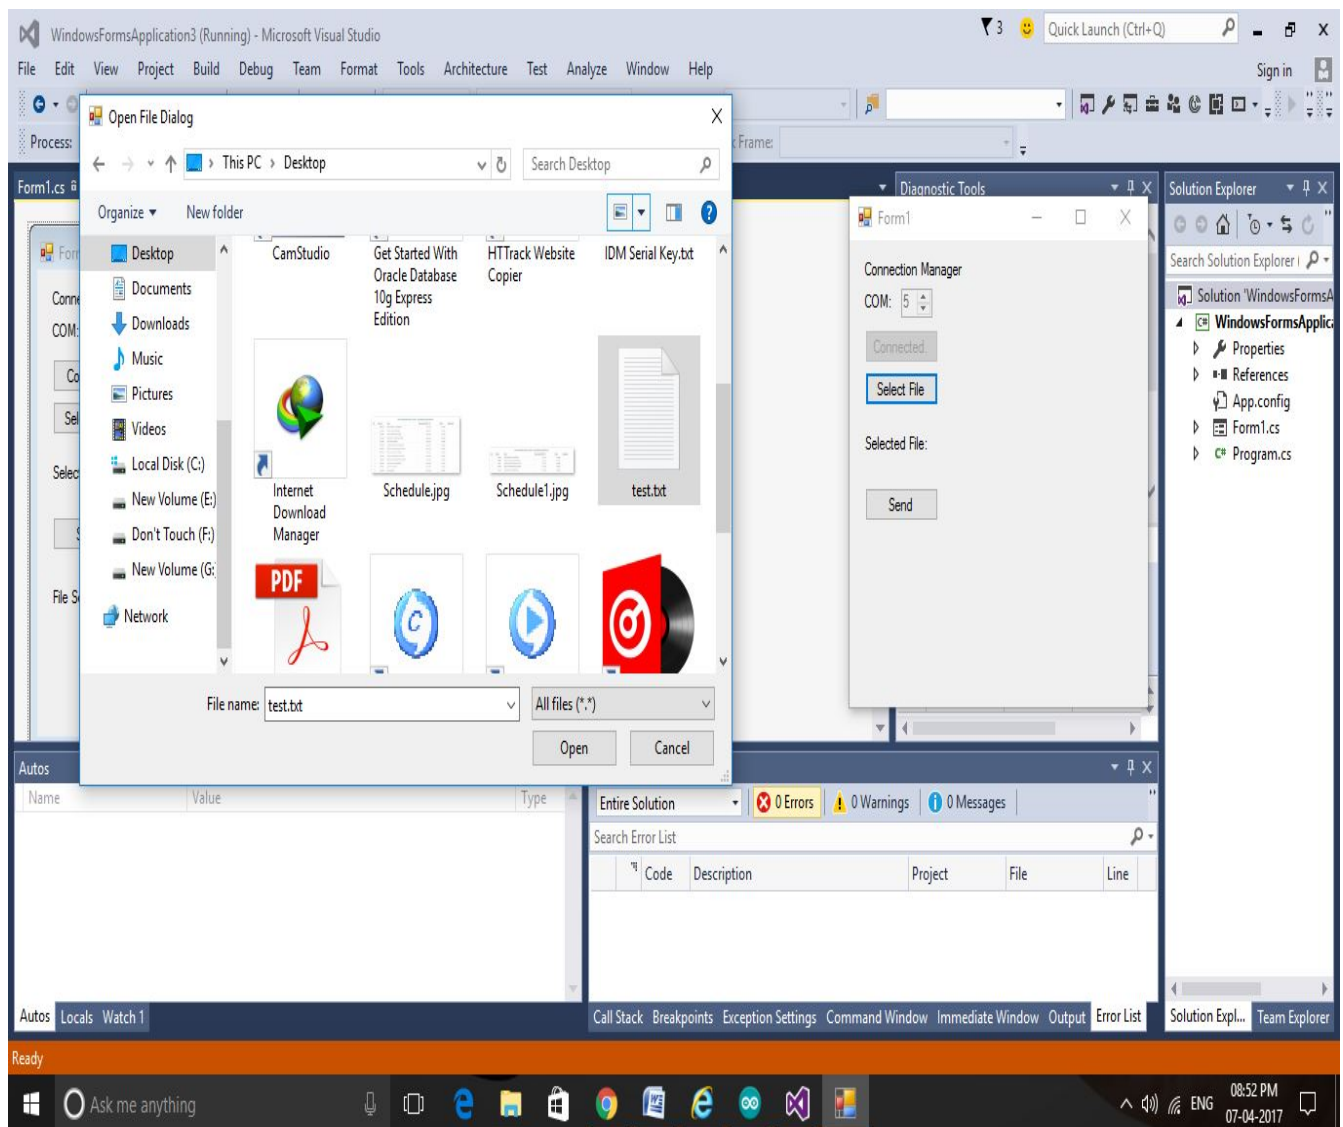 WindowsFormsApplication3 (Running) - Microsoft Visual Studio
3
Quick Launch (Ctrl+Q)
File Edit View Project Build Debug Team Format Tools Architecture Test Analyze Window Help
Sign in
Open File Dialog
Process:
Frame:
This PC > Desktop
Search Desktop
Form1.cs
Diagnostic Tools
Solution Explorer
Organize
New folder
Form1
Search Solution Explorer
Desktop
Documents
Downloads
Music
Pictures
Videos
Local Disk (C:)
New Volume (E:)
Don't Touch (F:)
New Volume (G:
Network
CamStudio
Get Started With
Oracle Database
10g Express
Edition
HTTrack Website
Copier
IDM Serial Key.txt
Internet
Download
Manager
Schedule.jpg
Schedule1.jpg
test.txt
PDF
COM:
File name: test.txt
All files (*.*)
Open
Cancel
Connection Manager
COM: 5
Connected.
Select File
Selected File:
Send
Solution 'WindowsFormsA
C# WindowsFormsApplic
Properties
References
App.config
Form1.cs
C# Program.cs
Autos
Name Value Type
Entire Solution
0 Errors
0 Warnings
0 Messages
Search Error List
Code Description Project File Line
Autos Locals Watch 1
Call Stack Breakpoints Exception Settings Command Window Immediate Window Output Error List
Solution Expl... Team Explorer
Ready
Ask me anything
ENG
08:52 PM
07-04-2017